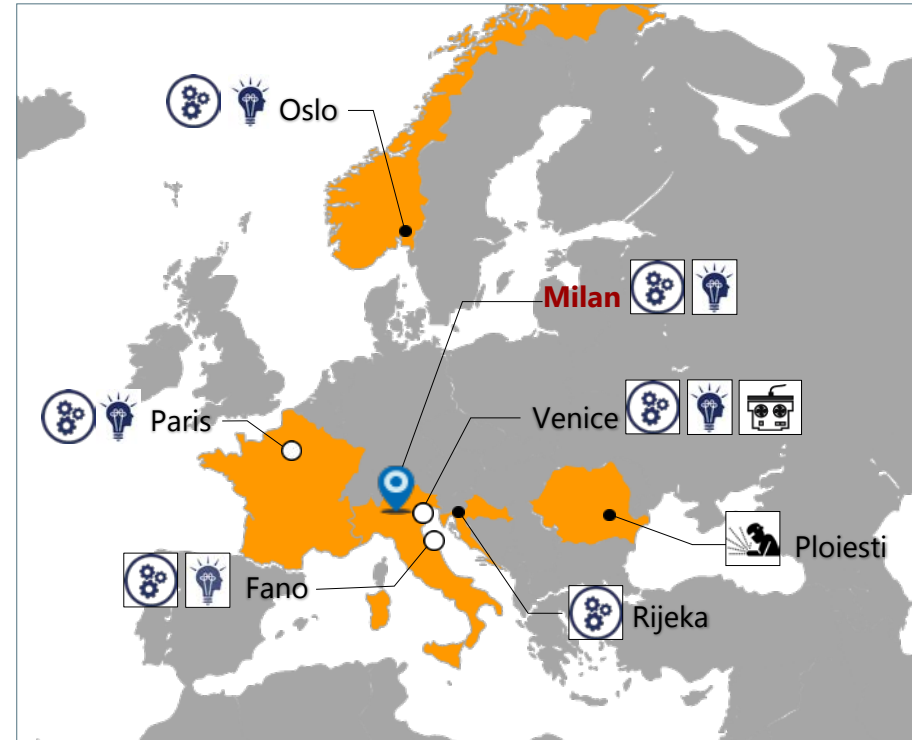 Oslo
Milan
Paris
Venice
Ploiesti
Fano
Rijeka